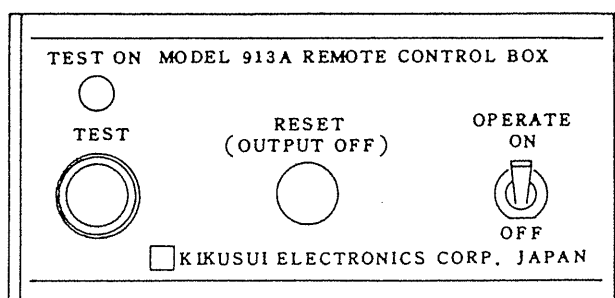 TEST ON MODEL 913A REMOTE CONTROL BOX
TEST
RESET
(OUTPUT OFF)
OPERATE
ON
OFF
KIKUSUI ELECTRONICS CORP. JAPAN